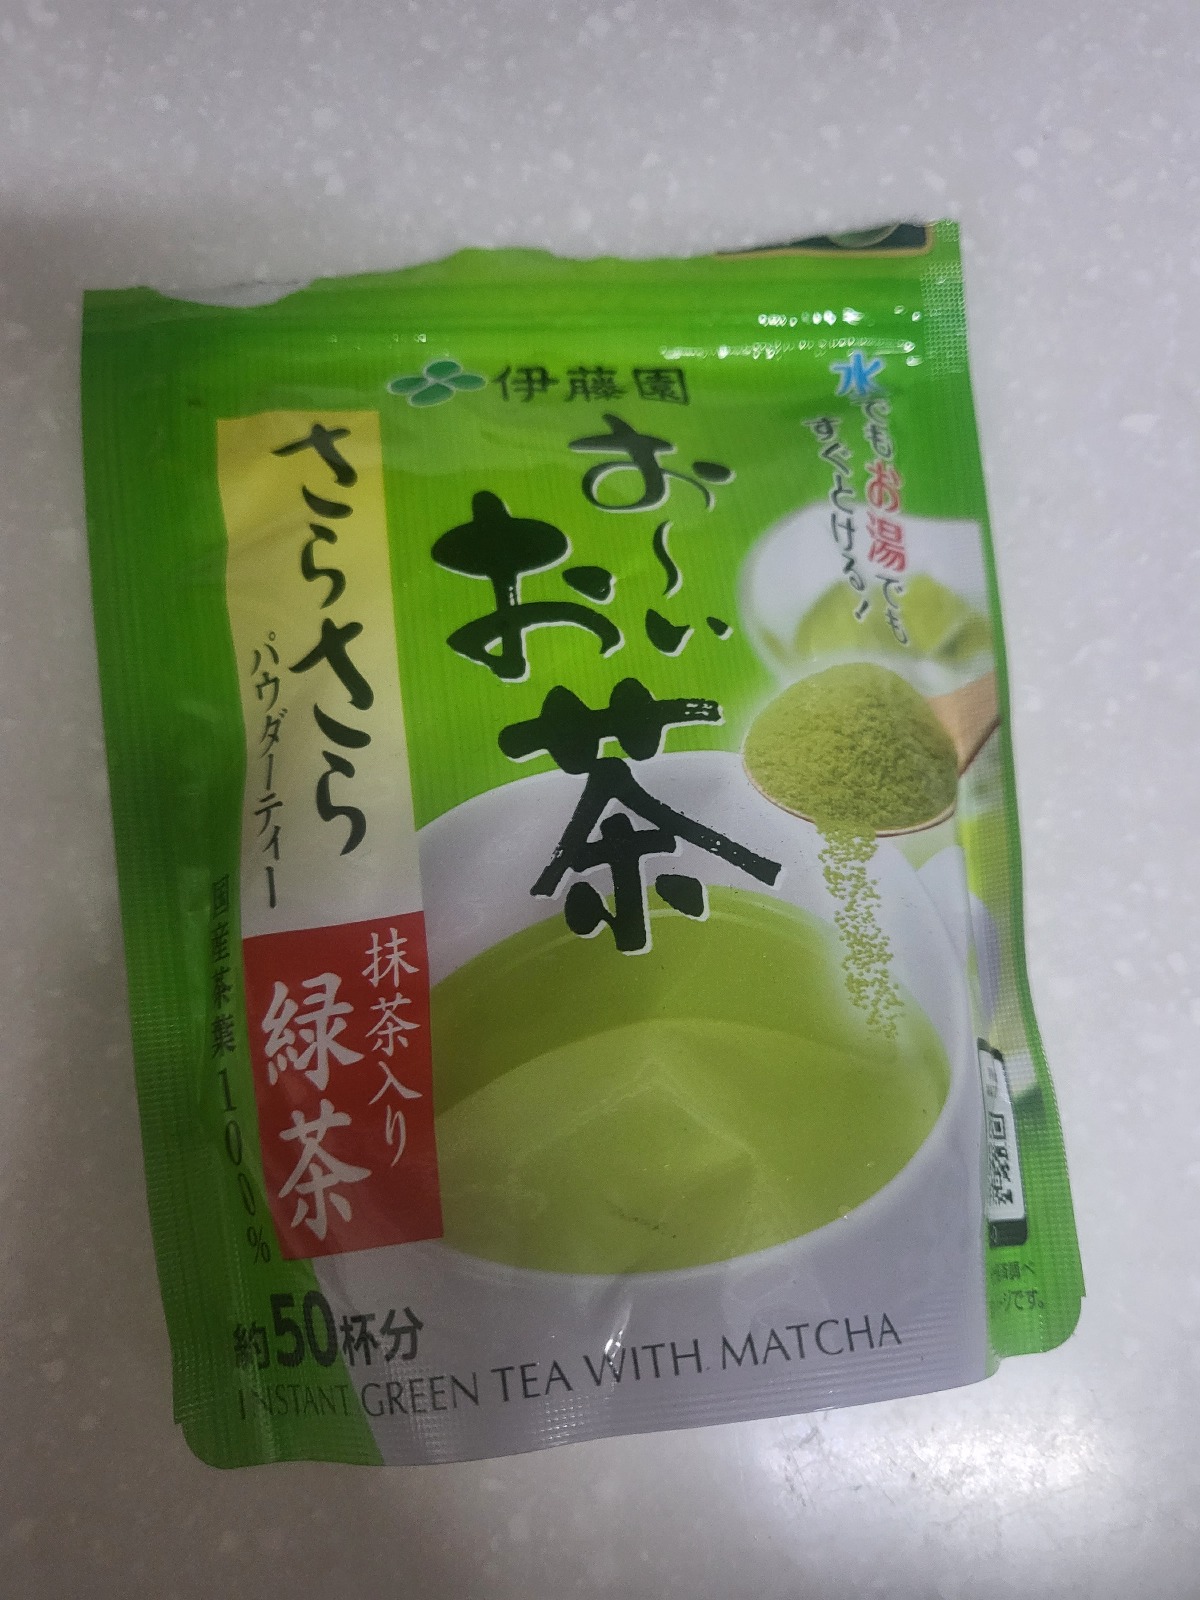 伊藤園
お～い
お茶
水でもお湯でも
すぐとける!
さらさら
パウダーティー
抹茶入り
緑茶
国産茶葉100%
約50杯分
INSTANT GREEN TEA WITH MATCHA
です。